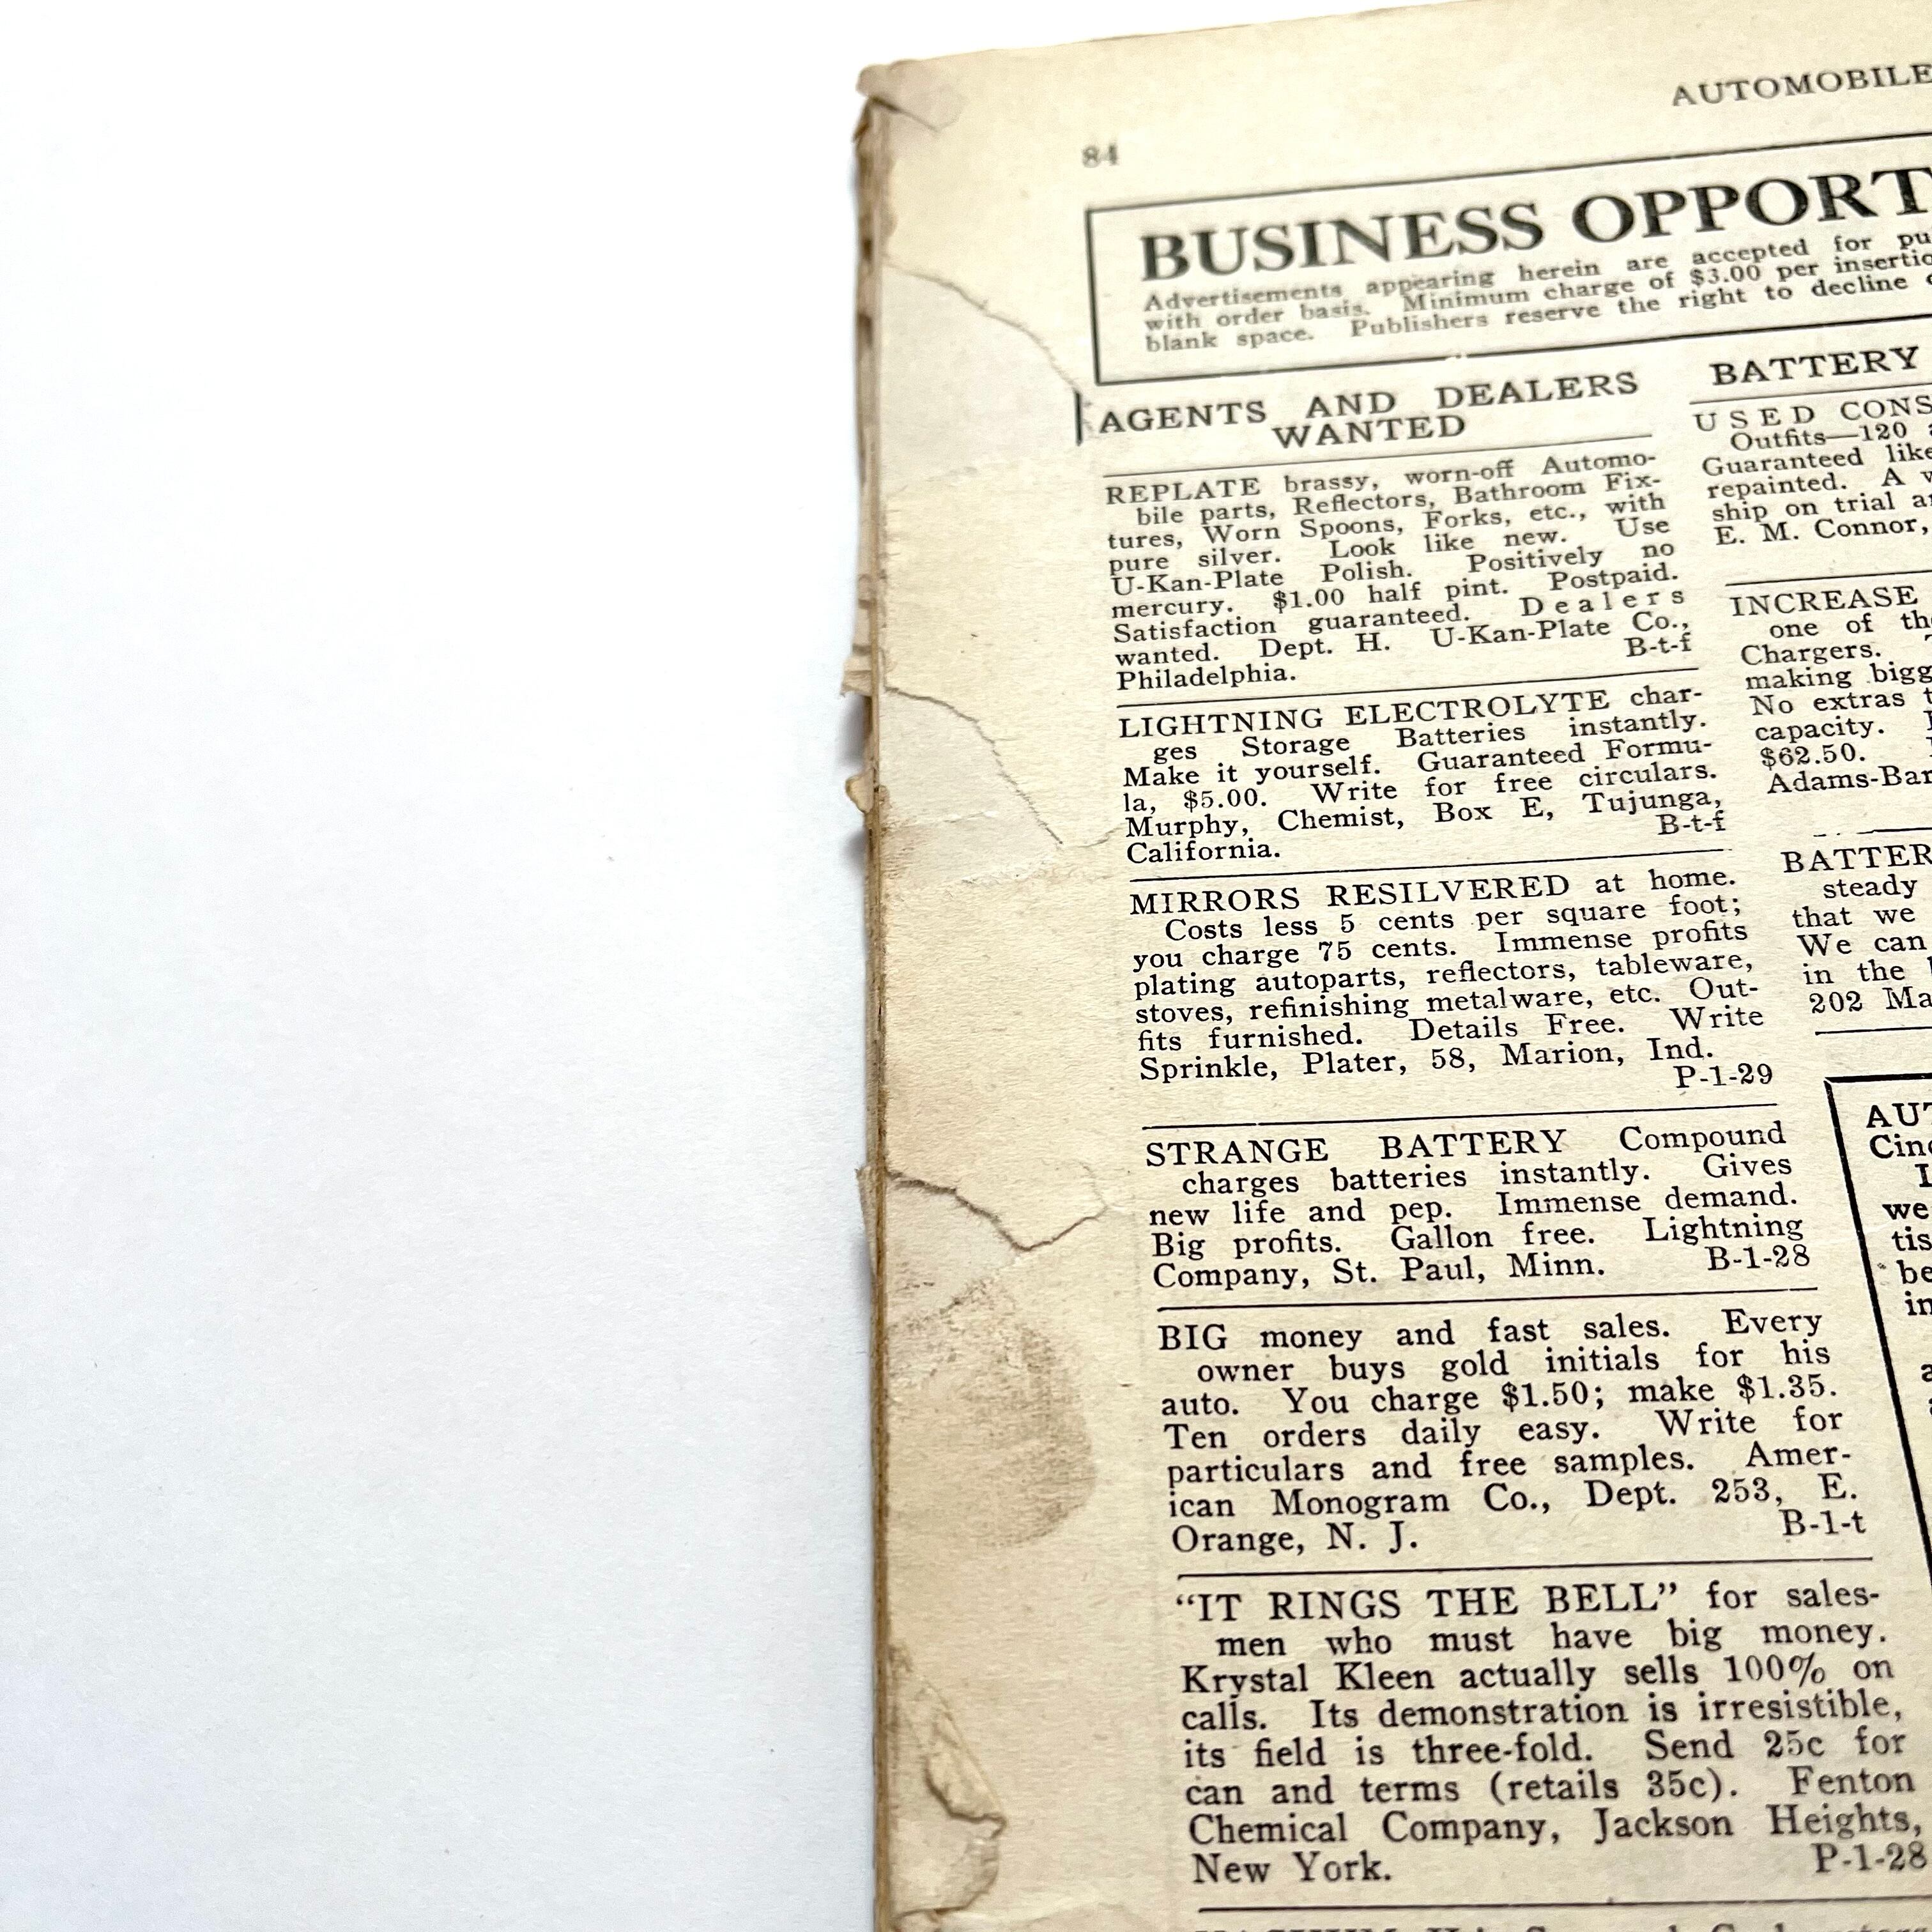 84
AUTOMOBILE
BUSINESS OPPORT
Advertisements appearing herein are accepted for pu
with order basis. Minimum charge of $3.00 per insertio
blank space. Publishers reserve the right to decline
AGENTS AND DEALERS
WANTED
REPLATE brassy, worn-off Automo-
bile parts, Reflectors, Bathroom Fix-
tures, Worn Spoons, Forks, etc., with
pure silver. Look like new. Use
U-Kan-Plate Polish. Positively no
mercury. $1.00 half pint. Postpaid.
Satisfaction guaranteed. Dealers
wanted. Dept. H. U-Kan-Plate Co.,
Philadelphia. B-t-f
LIGHTNING ELECTROLYTE char-
ges Storage Batteries instantly.
Make it yourself. Guaranteed Formu-
la, $5.00. Write for free circulars.
Murphy, Chemist, Box E, Tujunga,
California. B-t-f
MIRRORS RESILVERED at home.
Costs less 5 cents per square foot;
you charge 75 cents. Immense profits
plating autoparts, reflectors, tableware,
stoves, refinishing metalware, etc. Out-
fits furnished. Details Free. Write
Sprinkle, Plater, 58, Marion, Ind.
P-1-29
STRANGE BATTERY Compound
charges batteries instantly. Gives
new life and pep. Immense demand.
Big profits. Gallon free. Lightning
Company, St. Paul, Minn. B-1-28
BIG money and fast sales. Every
owner buys gold initials for his
auto. You charge $1.50; make $1.35.
Ten orders daily easy. Write for
particulars and free samples. Amer-
ican Monogram Co., Dept. 253, E.
Orange, N. J. B-1-t
“IT RINGS THE BELL” for sales-
men who must have big money.
Krystal Kleen actually sells 100% on
calls. Its demonstration is irresistible,
its field is three-fold. Send 25c for
can and terms (retails 35c). Fenton
Chemical Company, Jackson Heights,
New York. P-1-28
BATTERY
USED CONS
Outfits—120
Guaranteed like
repainted. A
ship on trial
E. M. Connor,
INCREASE
one of th
Chargers.
making bigg
No extras
capacity.
$62.50.
Adams-Bar
BATTER
steady
that we
We can
in the
202 Ma
AUT
Cinc
we
tis
be
in